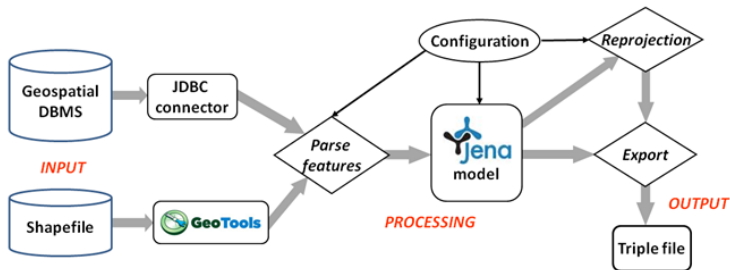 Configuration
Reprojection
Geospatial
DBMS
JDBC
connector
INPUT
Parse
features
Jena
model
Export
Shapefile
GeoTools
PROCESSING
OUTPUT
Triple file